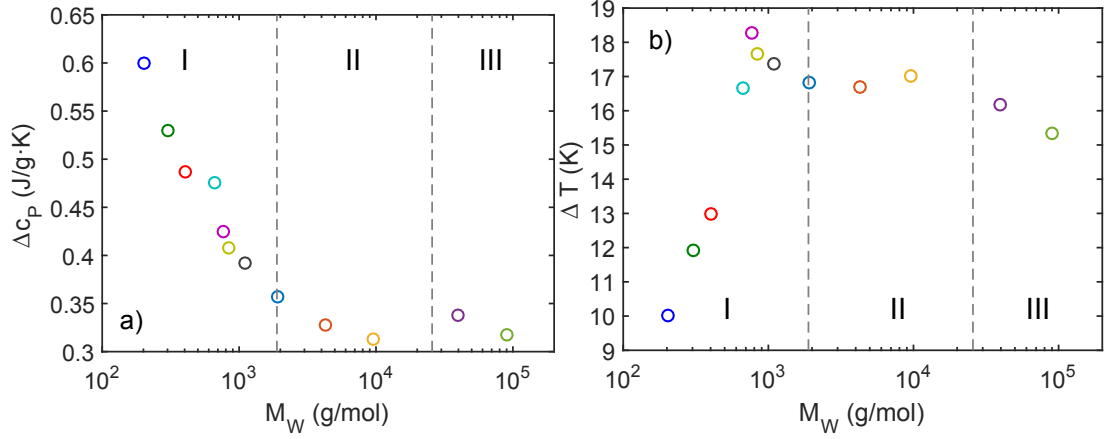 0.65
0.6
0.55
0.5
0.45
0.4
0.35
0.3
Δc_P (J/g·K)
I
II
III
a)
10^2
10^3
10^4
10^5
M_W (g/mol)
19
18
17
16
15
14
13
12
11
10
9
Δ T (K)
b)
I
II
III
10^2
10^3
10^4
10^5
M_W (g/mol)